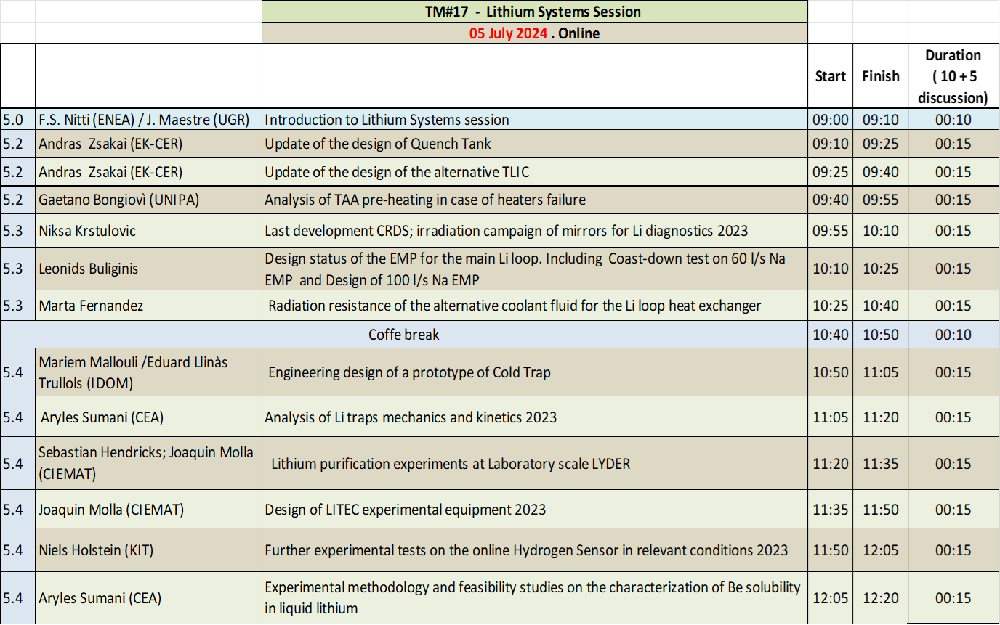 TM#17 - Lithium Systems Session
05 July 2024 . Online
Start Finish Duration
( 10 + 5
discussion)
5.0 F.S. Nitti (ENEA) / J. Maestre (UGR) Introduction to Lithium Systems session 09:00 09:10 00:10
5.2 Andras Zsakai (EK-CER) Update of the design of Quench Tank 09:10 09:25 00:15
5.2 Andras Zsakai (EK-CER) Update of the design of the alternative TLIC 09:25 09:40 00:15
5.2 Gaetano Bongiovì (UNIPA) Analysis of TAA pre-heating in case of heaters failure 09:40 09:55 00:15
5.3 Niksa Krstulovic Last development CRDS; irradiation campaign of mirrors for Li diagnostics 2023 09:55 10:10 00:15
5.3 Leonids Buliginis Design status of the EMP for the main Li loop. Including Coast-down test on 60 l/s Na
EMP and Design of 100 l/s Na EMP 10:10 10:25 00:15
5.3 Marta Fernandez Radiation resistance of the alternative coolant fluid for the Li loop heat exchanger 10:25 10:40 00:15
Coffe break 10:40 10:50 00:10
5.4 Mariem Mallouli /Eduard Llinàs
Trullols (IDOM) Engineering design of a prototype of Cold Trap 10:50 11:05 00:15
5.4 Aryles Sumani (CEA) Analysis of Li traps mechanics and kinetics 2023 11:05 11:20 00:15
5.4 Sebastian Hendricks; Joaquin Molla
(CIEMAT) Lithium purification experiments at Laboratory scale LYDER 11:20 11:35 00:15
5.4 Joaquin Molla (CIEMAT) Design of LITEC experimental equipment 2023 11:35 11:50 00:15
5.4 Niels Holstein (KIT) Further experimental tests on the online Hydrogen Sensor in relevant conditions 2023 11:50 12:05 00:15
5.4 Aryles Sumani (CEA) Experimental methodology and feasibility studies on the characterization of Be solubility
in liquid lithium 12:05 12:20 00:15